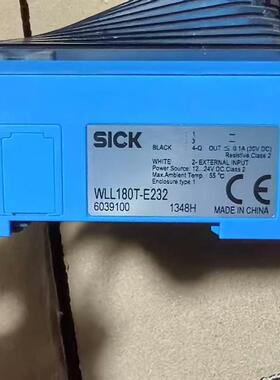 SICK
1
3
BLACK 4-Q OUT ≤ 0.1A (30V DC)
Resistive.Class 2
WHITE 2- EXTERNAL INPUT
Power Source: 12...24V DC.Class 2
Max.Ambient Temp. 55 °C
Enclosure type 1
WLL180T-E232
6039100 1348H
CE
MADE IN CHINA